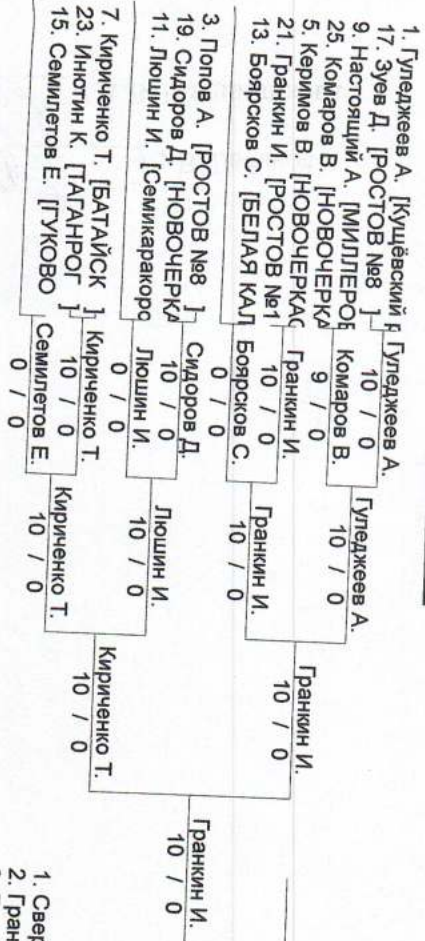 1. Гуледжеев А. [Кущёвский р
17. Зуев Д. [РОСТОВ №8 ]
9. Настоящий А. [МИЛЛЕРОВ
25. Комаров В. [НОВОЧЕРКА
5. Керимов В. [НОВОЧЕРКАС
21. Гранкин И. [РОСТОВ №1
13. Боярсков С. [БЕЛАЯ КАЛ
3. Попов А. [РОСТОВ №8 ]
19. Сидоров Д. [НОВОЧЕРКА
11. Люшин И. [Семикаракорс
7. Кириченко Т. [БАТАЙСК ]
23. Инютин К. [ТАГАНРОГ ]
15. Семилетов Е. [ГУКОВО
Гуледжеев А.
10 / 0
Комаров В.
9 / 0
Гранкин И.
10 / 0
Боярсков С.
0 / 0
Сидоров Д.
10 / 0
Люшин И.
0 / 0
Кириченко Т.
10 / 0
Семилетов Е.
0 / 0
Гуледжеев А.
10 / 0
Гранкин И.
10 / 0
Люшин И.
10 / 0
Кириченко Т.
10 / 0
Гранкин И.
10 / 0
Кириченко Т.
10 / 0
Гранкин И.
10 / 0
1. Свер
2. Гран